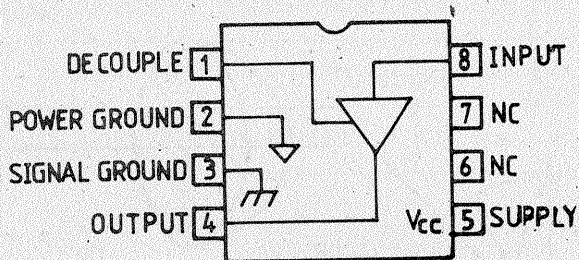 DECOUPLE 1
8 INPUT
POWER GROUND 2
7 NC
SIGNAL GROUND 3
6 NC
OUTPUT 4
Vcc 5 SUPPLY